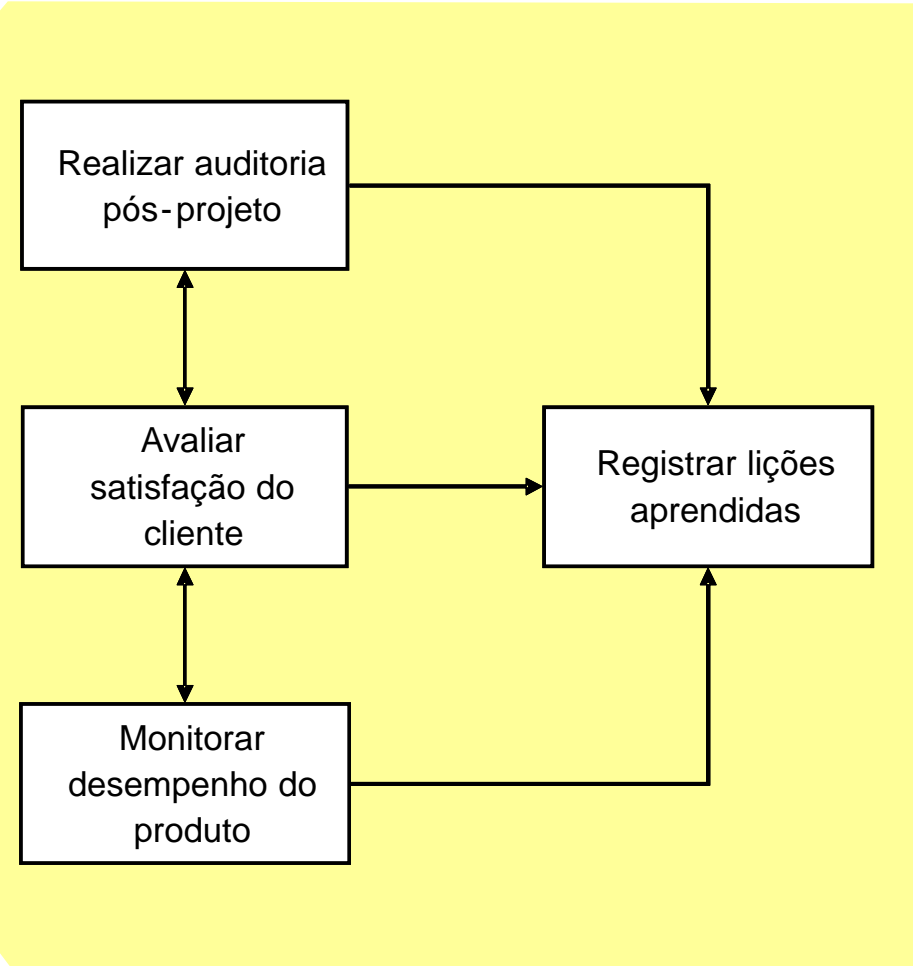 Realizar auditoria
pós-projeto
Avaliar
satisfação do
cliente
Registrar lições
aprendidas
Monitorar
desempenho do
produto